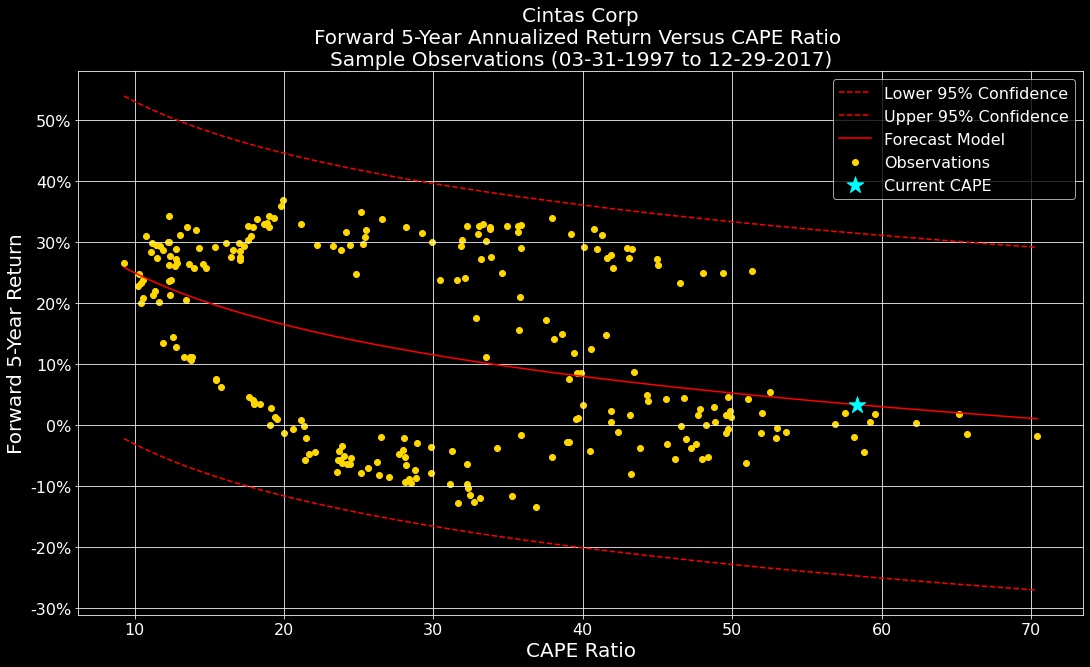 Cintas Corp
Forward 5-Year Annualized Return Versus CAPE Ratio
Sample Observations (03-31-1997 to 12-29-2017)
Lower 95% Confidence
Upper 95% Confidence
Forecast Model
Observations
Current CAPE
Forward 5-Year Return
50%
40%
30%
20%
10%
0%
-10%
-20%
-30%
10 20 30 40 50 60 70
CAPE Ratio